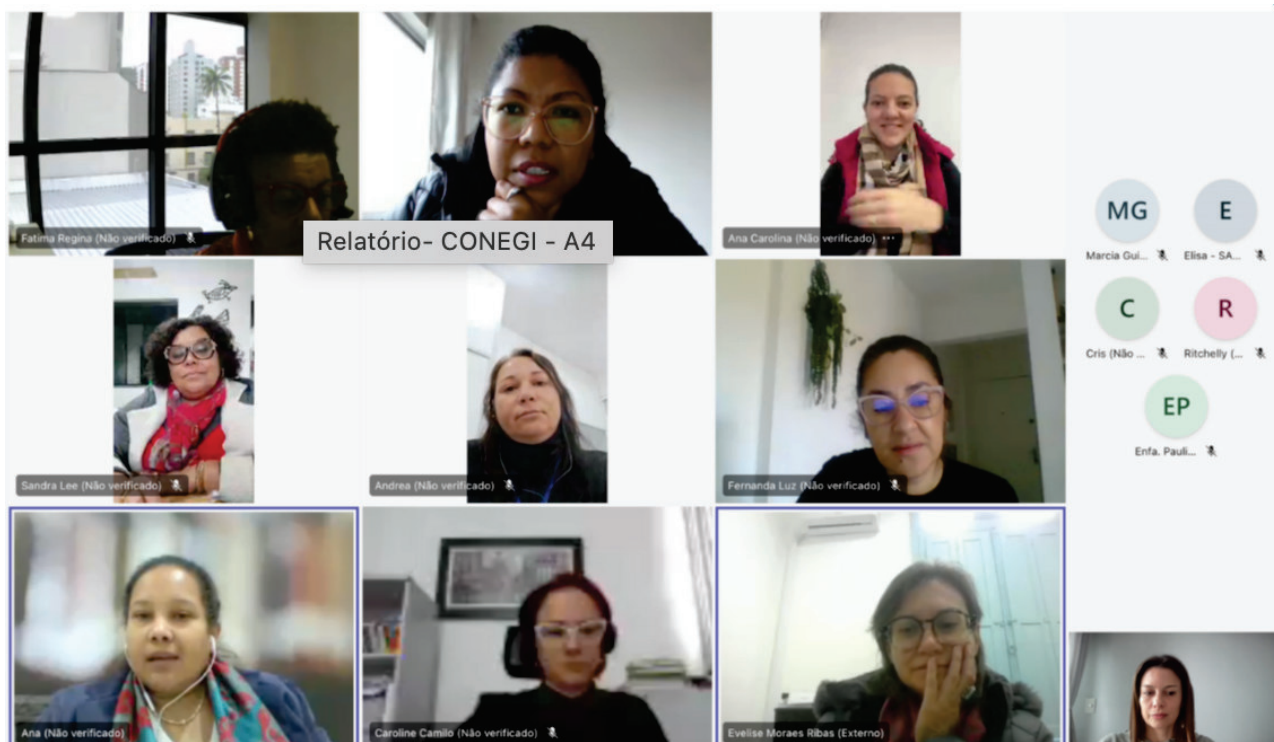 Fatima Regina (Não verificado)
Relatório- CONEGI - A4
Ana Carolina (Não verificado) ...
MG
E
Marcia Gui...
Elisa - SA...
C
R
Cris (Não ...
Ritchelly (...
EP
Enfa. Pauli...
Sandra Lee (Não verificado)
Andrea (Não verificado)
Fernanda Luz (Não verificado)
Ana (Não verificado)
Caroline Camilo (Não verificado)
Evelise Moraes Ribas (Externo)